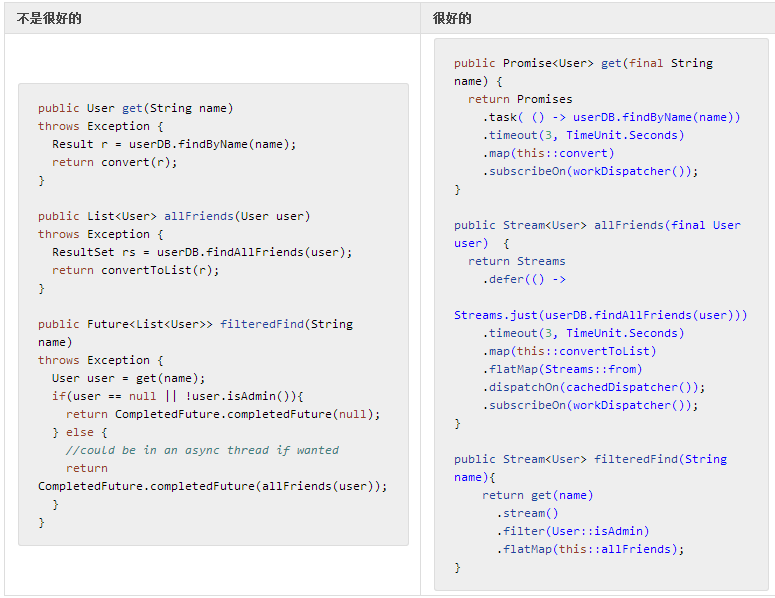 不是很好的
很好的
public User get(String name)
throws Exception {
  Result r = userDB.findByName(name);
  return convert(r);
}

public List<User> allFriends(User user)
throws Exception {
  ResultSet rs = userDB.findAllFriends(user);
  return convertToList(r);
}

public Future<List<User>> filteredFind(String
name)
throws Exception {
  User user = get(name);
  if(user == null || !user.isAdmin()){
    return CompletedFuture.completedFuture(null);
  } else {
    //could be in an async thread if wanted
    return
CompletedFuture.completedFuture(allFriends(user));
  }
}
public Promise<User> get(final String
name) {
  return Promises
    .task( () -> userDB.findByName(name))
    .timeout(3, TimeUnit.Seconds)
    .map(this::convert)
    .subscribeOn(workDispatcher());
}

public Stream<User> allFriends(final User
user)  {
  return Streams
    .defer(() ->

Streams.just(userDB.findAllFriends(user)))
    .timeout(3, TimeUnit.Seconds)
    .map(this::convertToList)
    .flatMap(Streams::from)
    .dispatchOn(cachedDispatcher());
    .subscribeOn(workDispatcher());
}

public Stream<User> filteredFind(String
name){
    return get(name)
      .stream()
      .filter(User::isAdmin)
      .flatMap(this::allFriends);
}